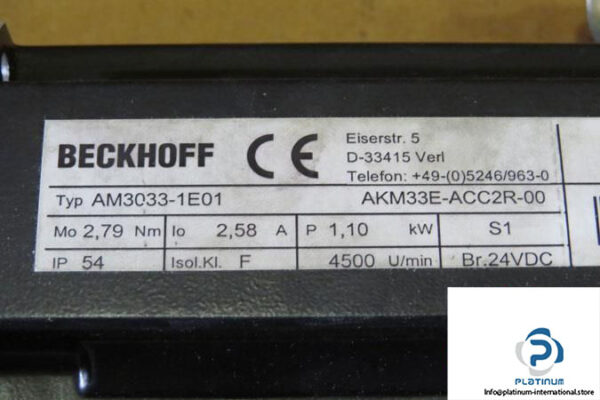 BECKHOFF CE
Eiserstr. 5
D-33415 Verl
Telefon: +49-(0)5246/963-0
Typ AM3033-1E01 AKM33E-ACC2R-00
Mo 2,79 Nm Io 2,58 A P 1,10 kW S1
IP 54 Isol.Kl. F 4500 U/min Br.24VDC
PLATINUM
Info@platinum-international.store